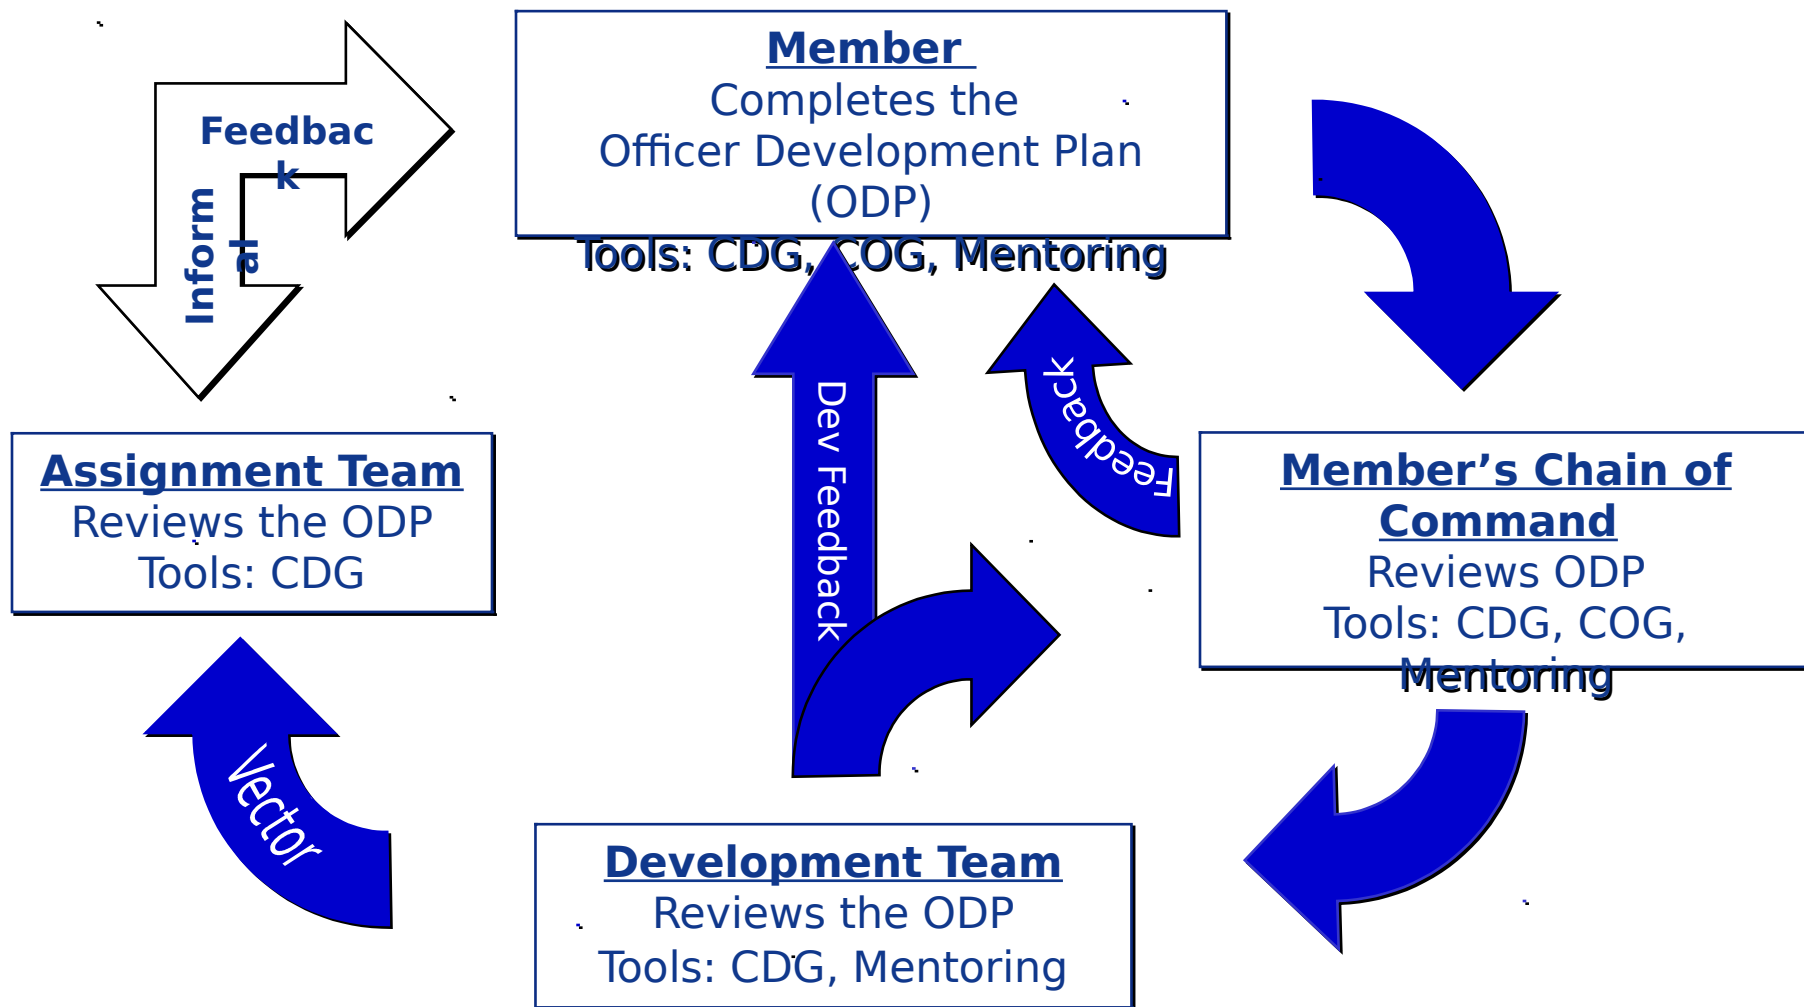 Member
Completes the
Officer Development Plan
(ODP)
Tools: CDG, COG, Mentoring
Feedbac
k
Inform
al
Dev Feedback
Feedback
Assignment Team
Reviews the ODP
Tools: CDG
Member’s Chain of
Command
Reviews ODP
Tools: CDG, COG,
Mentoring
Vector
Development Team
Reviews the ODP
Tools: CDG, Mentoring